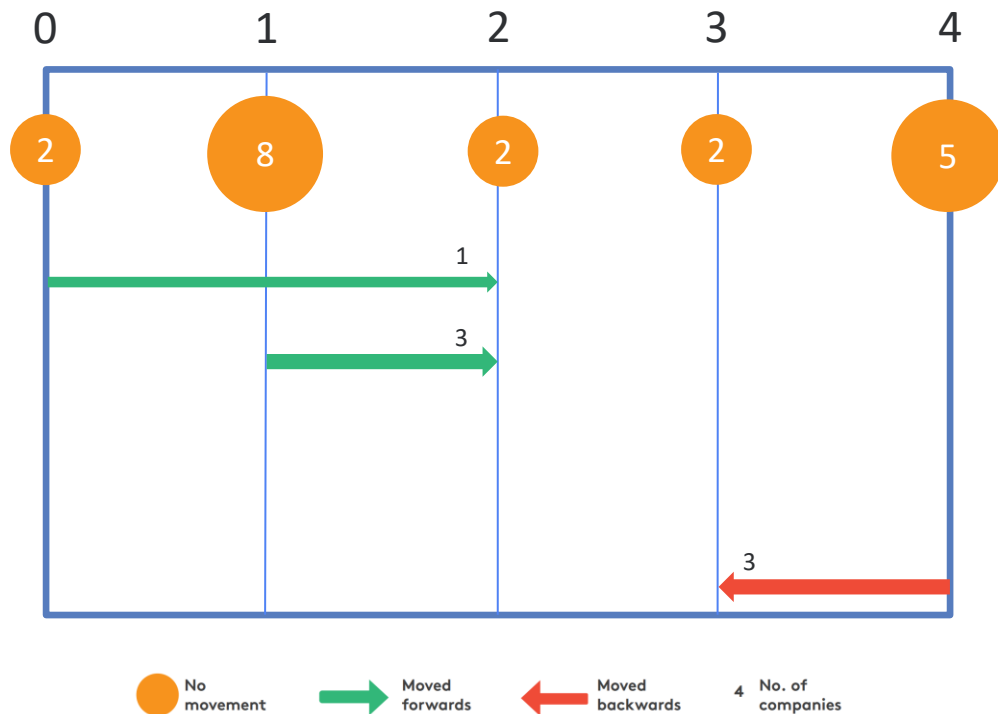 0 1 2 3 4
2 8 2 2 5
1
3
3
No movement
Moved forwards
Moved backwards
4 No. of companies